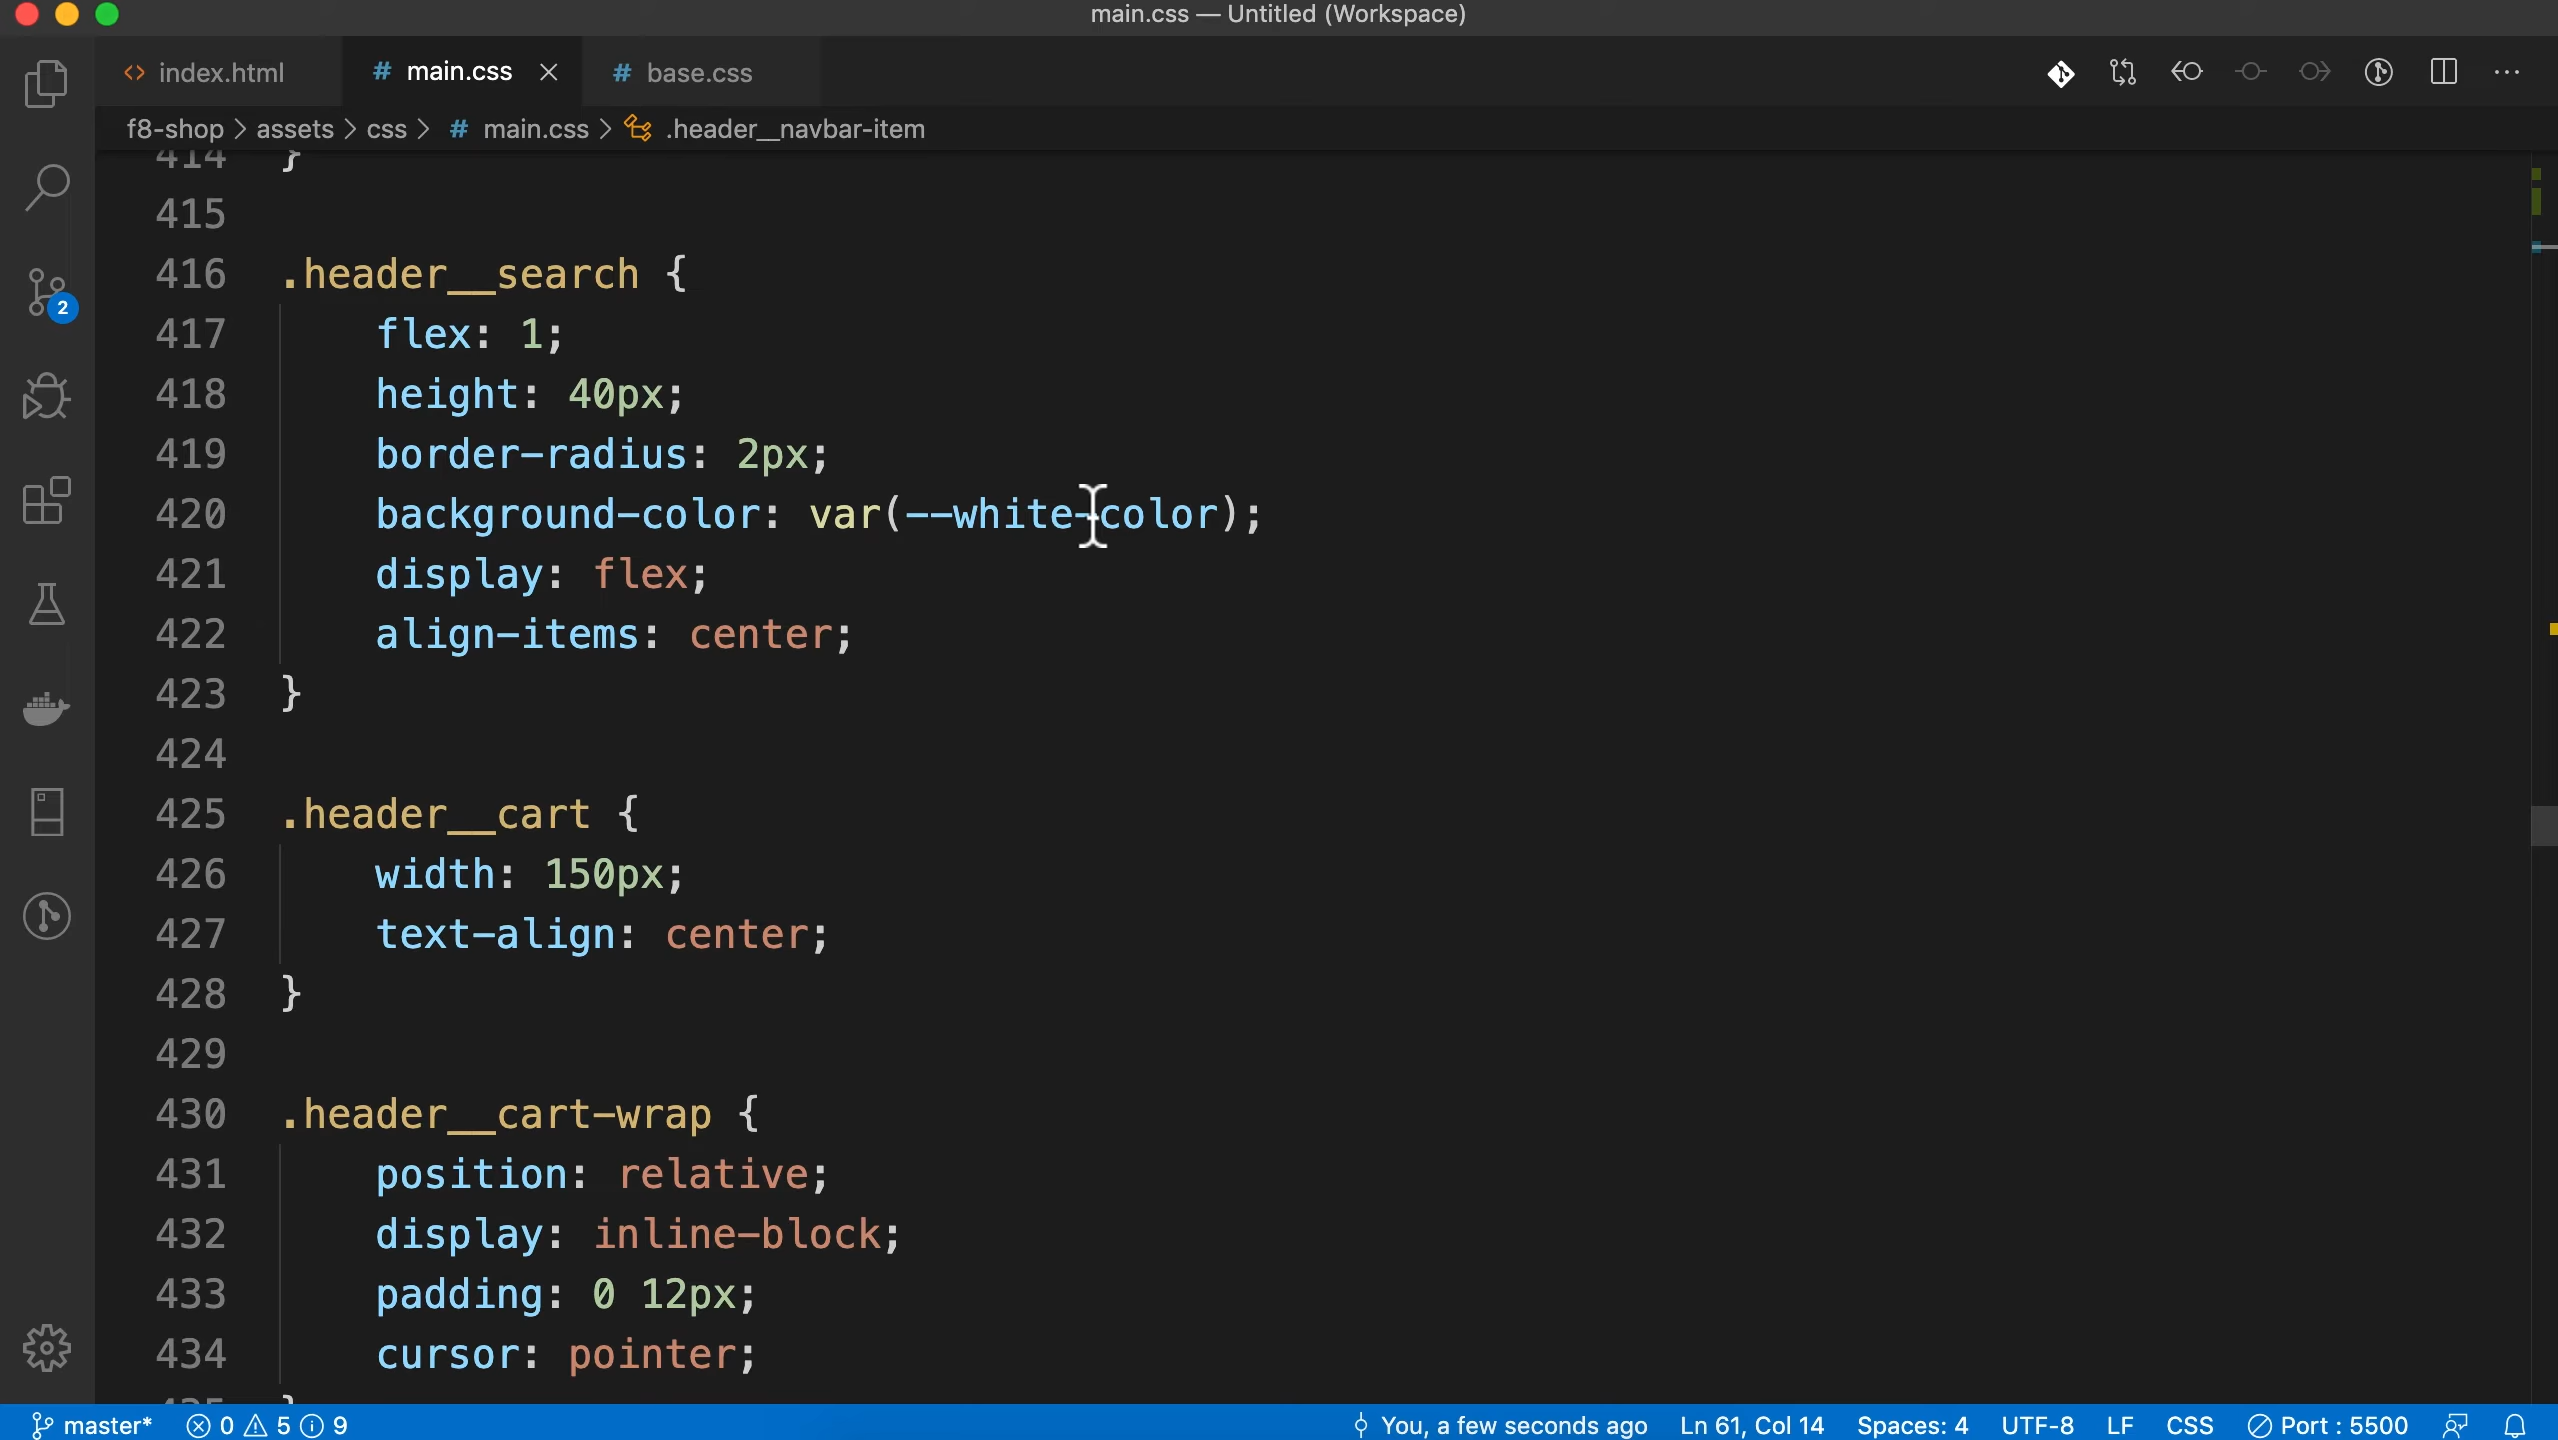 main.css — Untitled (Workspace)
index.html
# main.css
# base.css
f8-shop > assets > css > # main.css > .header__navbar-item
414 }
415
416 .header__search {
417 flex: 1;
418 height: 40px;
419 border-radius: 2px;
420 background-color: var(--white-color);
421 display: flex;
422 align-items: center;
423 }
424
425 .header__cart {
426 width: 150px;
427 text-align: center;
428 }
429
430 .header__cart-wrap {
431 position: relative;
432 display: inline-block;
433 padding: 0 12px;
434 cursor: pointer;
2
master* 0 5 9 You, a few seconds ago Ln 61, Col 14 Spaces: 4 UTF-8 LF CSS Port : 5500